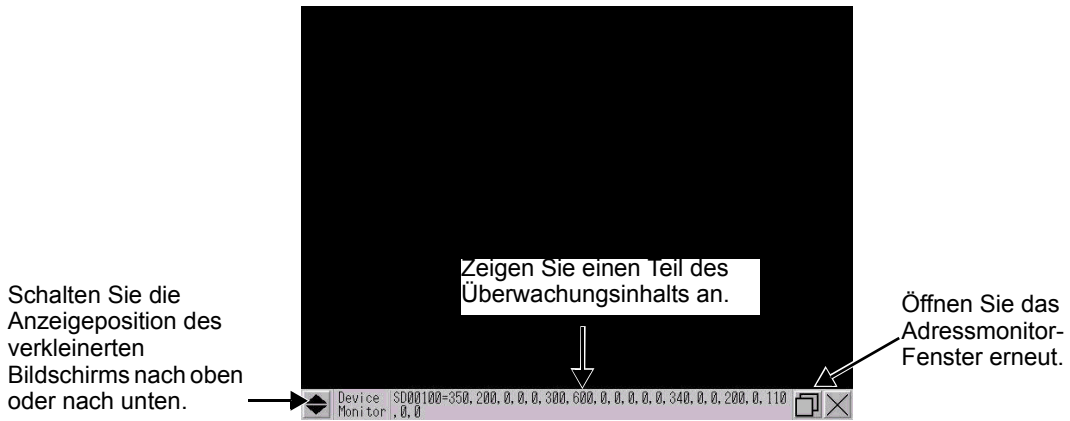 Zeigen Sie einen Teil des
Überwachungsinhalts an.
Schalten Sie die
Anzeigeposition des
verkleinerten
Bildschirms nach oben
oder nach unten.
Öffnen Sie das
Adressmonitor-
Fenster erneut.
Device SD00100=350,200,0,0,0,300,600,0,0,0,0,0,340,0,0,200,0,110
Monitor ,0,0